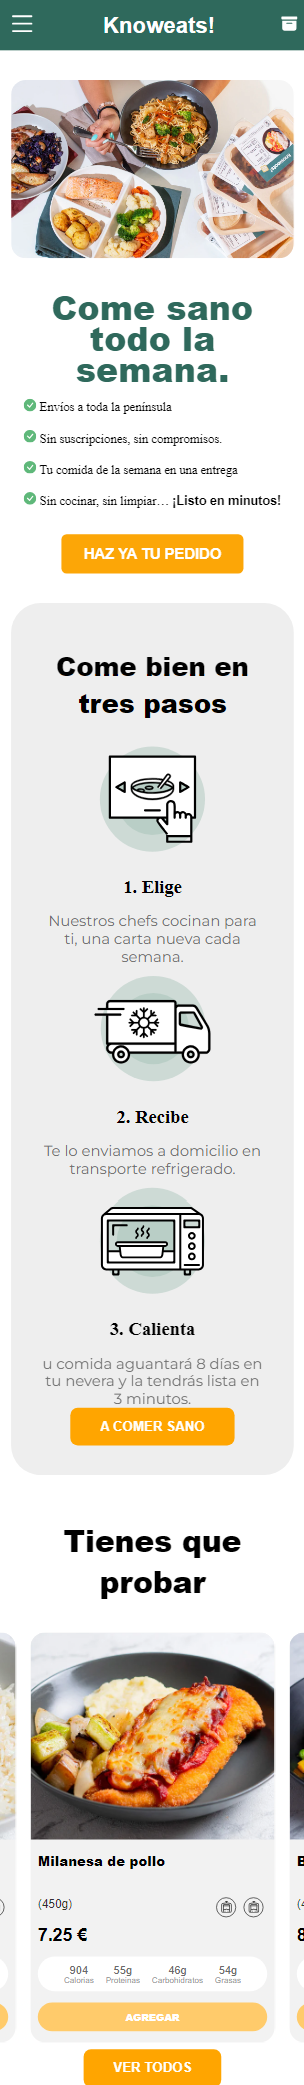 Knoweats!
Come sano
todo la
semana.
Envíos a toda la península
Sin suscripciones, sin compromisos.
Tu comida de la semana en una entrega
Sin cocinar, sin limpiar… ¡Listo en minutos!
HAZ YA TU PEDIDO
Come bien en
tres pasos
1. Elige
Nuestros chefs cocinan para
ti, una carta nueva cada
semana.
2. Recibe
Te lo enviamos a domicilio en
transporte refrigerado.
3. Calienta
u comida aguantará 8 días en
tu nevera y la tendrás lista en
3 minutos.
A COMER SANO
Tienes que
probar
Milanesa de pollo
(450g)
7.25 €
904 55g 46g 54g
Calorias Proteinas Carbohidratos Grasas
AGREGAR
VER TODOS